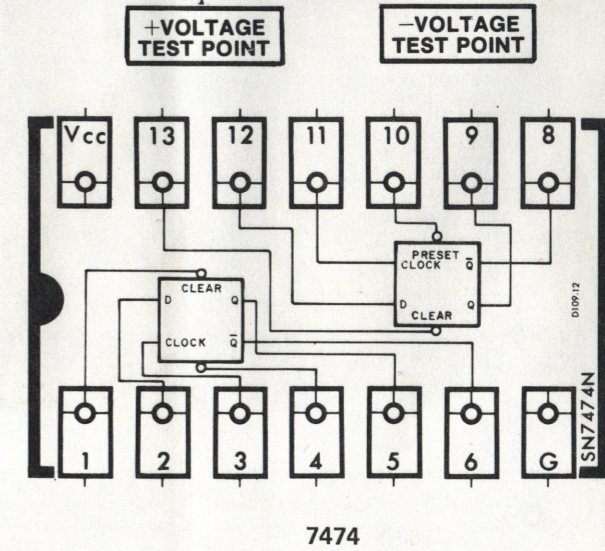 +VOLTAGE
TEST POINT
−VOLTAGE
TEST POINT
Vcc 13 12 11 10 9 8
PRESET
CLOCK Q̅
D Q
CLEAR
CLEAR
D Q
CLOCK Q̅
D109.12
1 2 3 4 5 6 G
SN7474N
7474